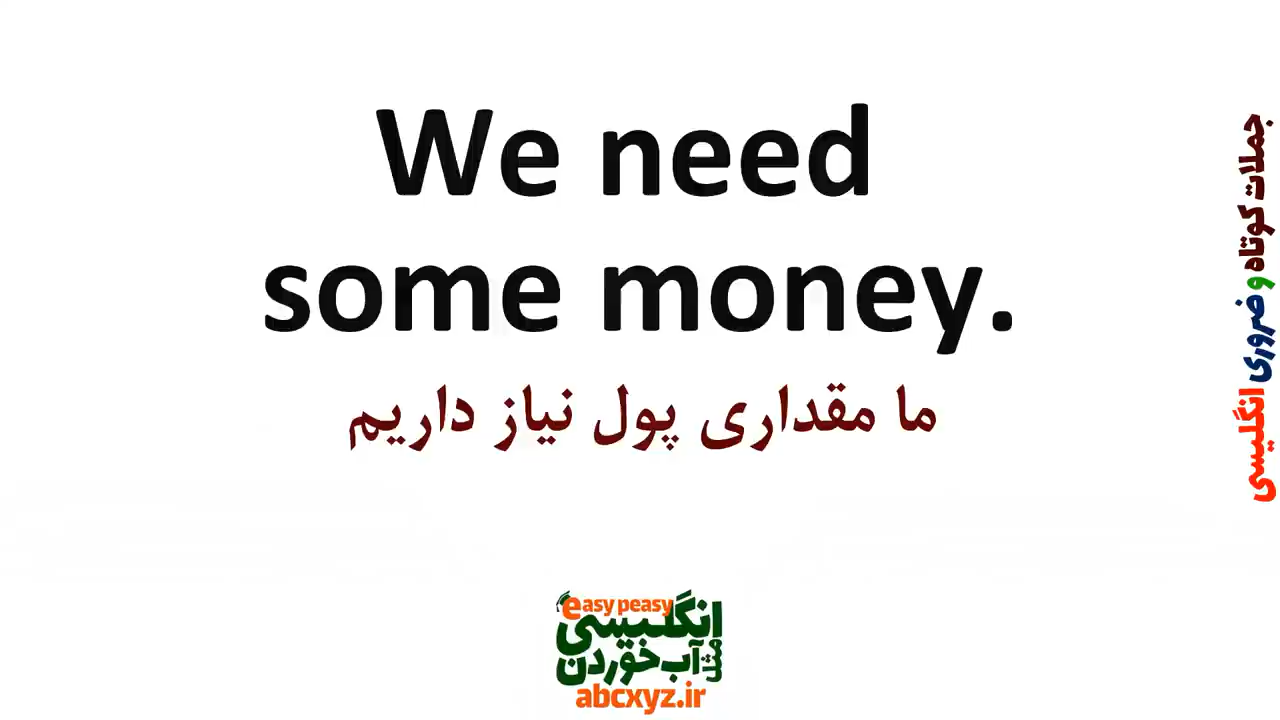 We need
some money.
ما مقداری پول نیاز داریم
جملات کوتاه و ضروری انگلیسی
easy peasy
انگلیسی
مثل آب خوردن
abcxyz.ir